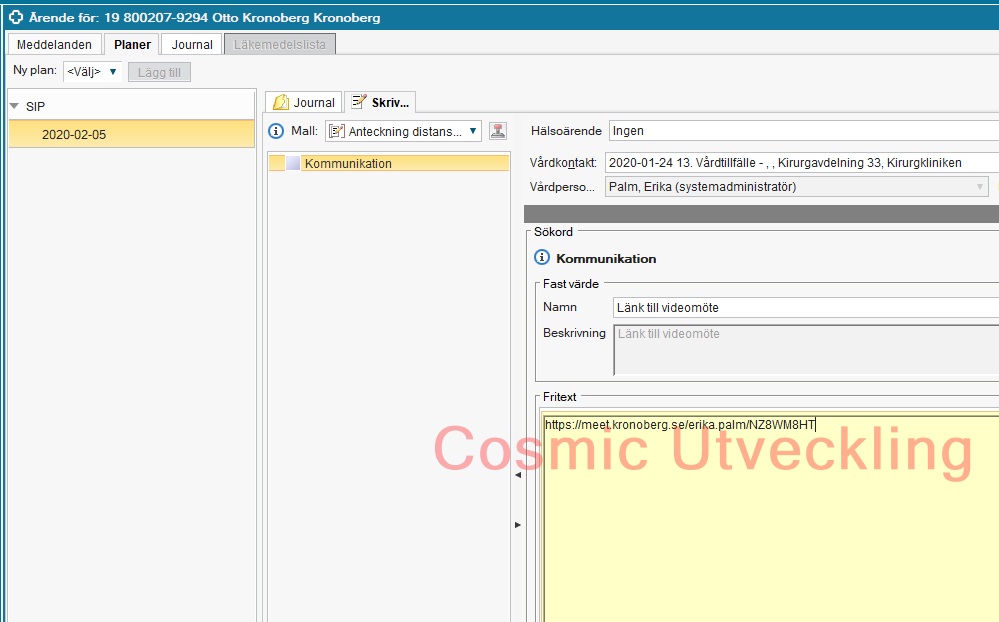 Ärende för: 19 800207-9294 Otto Kronoberg Kronoberg
Meddelanden Planer Journal Läkemedelslista
Ny plan: <Välj> Lägg till
SIP
2020-02-05
Journal Skriv...
Mall: Anteckning distans...
Kommunikation
Hälsoärende Ingen
Vårdkontakt: 2020-01-24 13. Vårdtillfälle - , , Kirurgavdelning 33, Kirurgkliniken
Vårdperso... Palm, Erika (systemadministratör)
Sökord
Kommunikation
Fast värde
Namn Länk till videomöte
Beskrivning Länk till videomöte
Fritext
https://meet.kronoberg.se/erika.palm/NZ8WM8HT
Cosmic Utveckling